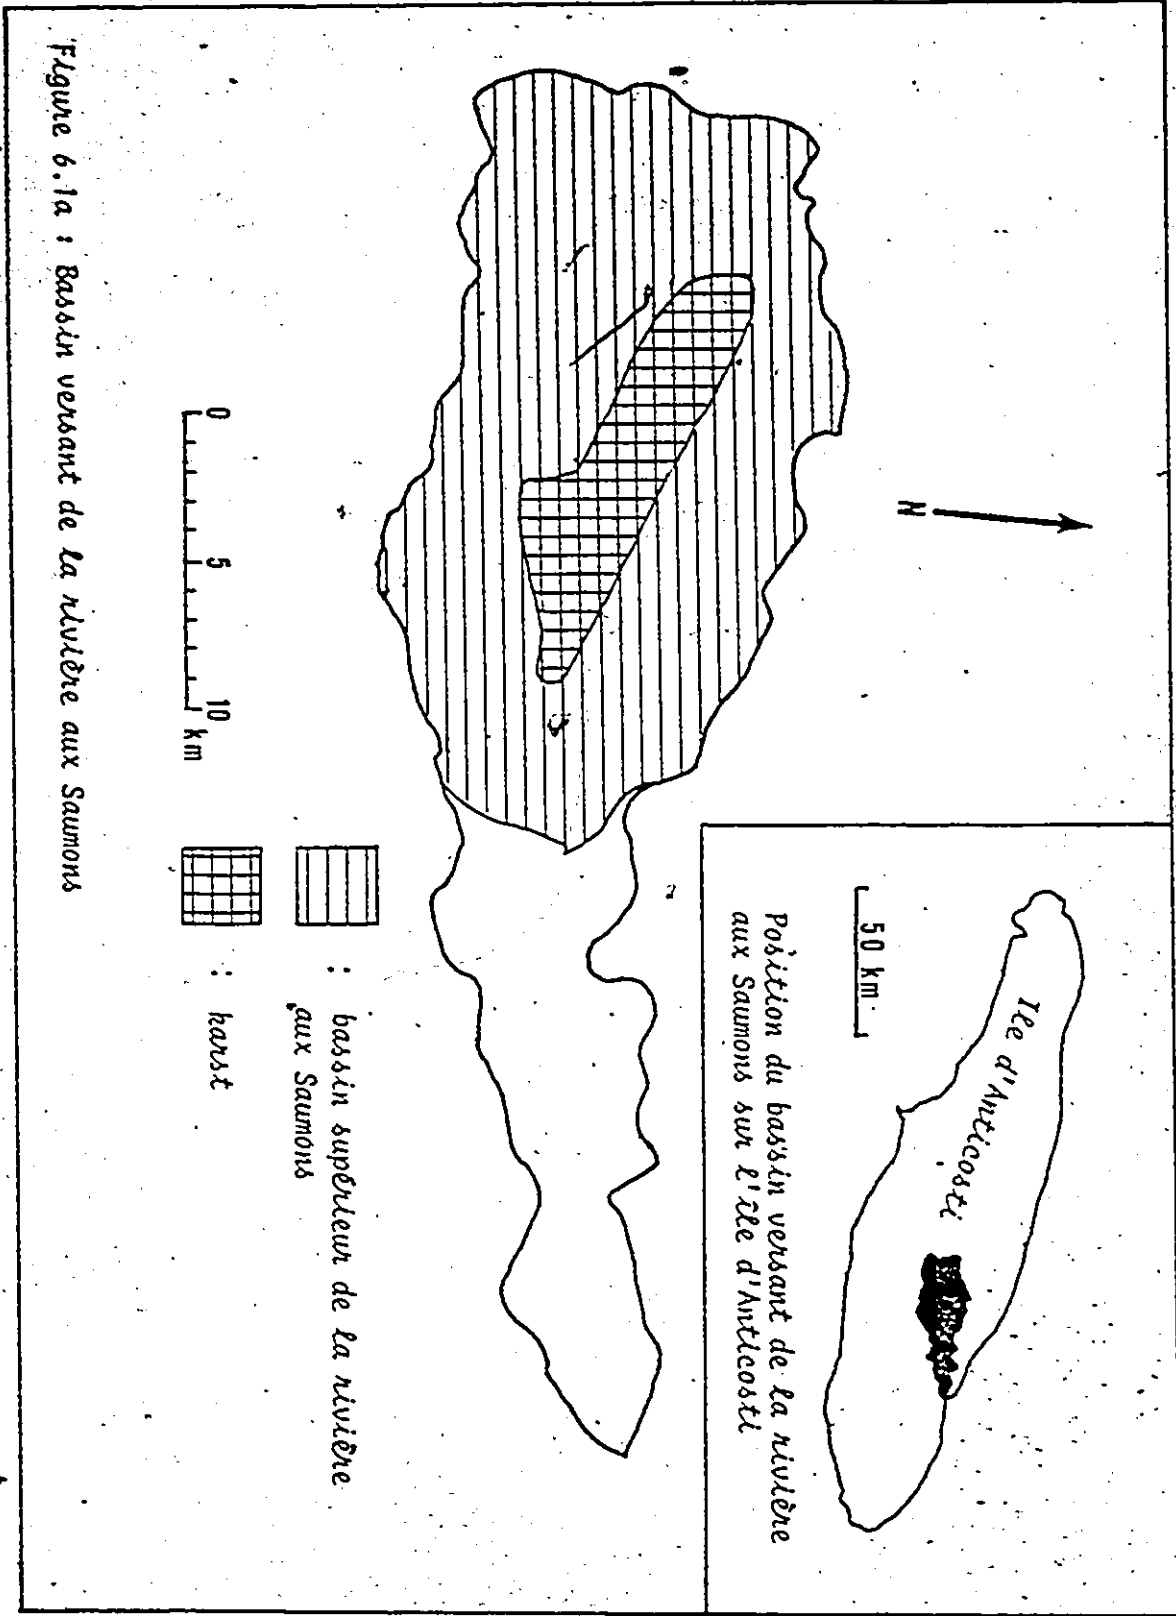 Ile d'Anticosti
50 km
Position du bassin versant de la rivière
aux Saumons sur l'île d'Anticosti
N
0 5 10 km
: bassin supérieur de la rivière
aux Saumons
: karst
Figure 6.1a : Bassin versant de la rivière aux Saumons